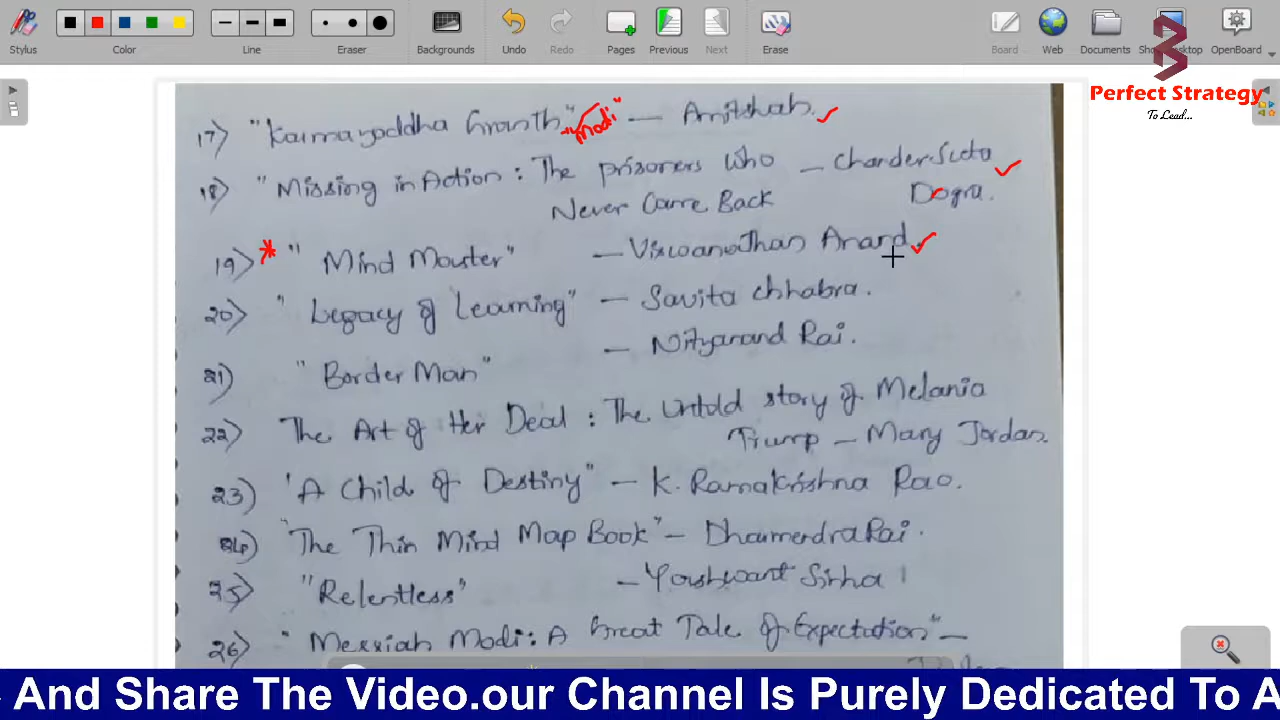 Stylus
Color
Line
Eraser
Backgrounds
Undo
Redo
Pages
Previous
Next
Erase
Board
Web
Documents
Show Desktop
OpenBoard
Perfect Strategy
To Lead...
17) "Karmayoddha Granth" "Modi" — Amitshah.
18) "Missing in Action : The prisoners Who — Chander Suta
Never Came Back Dogra.
19) * " Mind Master" — Viswanathan Anand.
20) " Legacy of Learning" — Savita Chhabra.
21) " Border Man" — Nityanand Rai.
22) The Art of Her Deal : The Untold story of Melania
Trump — Mary Jordan.
23) 'A Child of Destiny" — K. Ramakrishna Rao.
24) "The Thin Mind Map Book" — Dharmendra Rai.
25) "Relentless" — Yashwant Sinha
26) " Messiah Modi : A Great Tale of Expectation" —
And Share The Video.our Channel Is Purely Dedicated To A